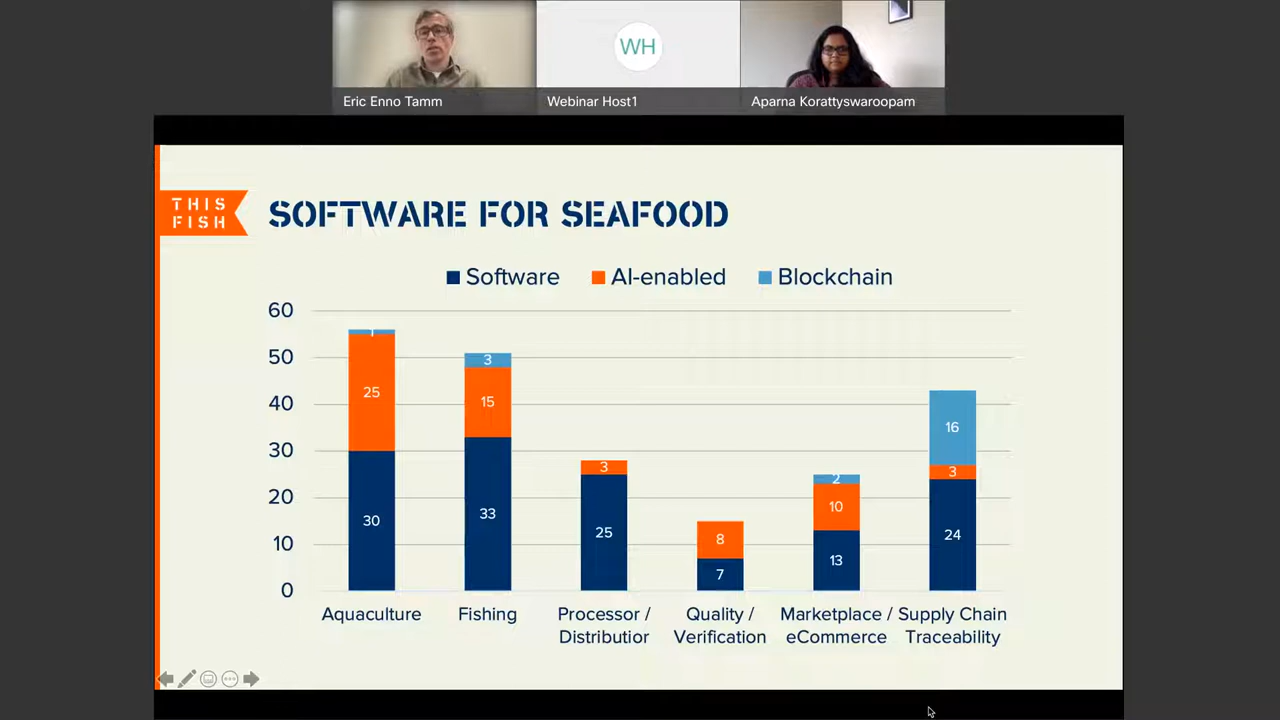 WH
Eric Enno Tamm
Webinar Host1
Aparna Korattyswaroopam
THIS
FISH
SOFTWARE FOR SEAFOOD
Software
AI-enabled
Blockchain
60
50
40
30
20
10
0
1
25
30
3
15
33
3
25
8
7
2
10
13
16
3
24
Aquaculture
Fishing
Processor /
Distributior
Quality /
Verification
Marketplace /
eCommerce
Supply Chain
Traceability